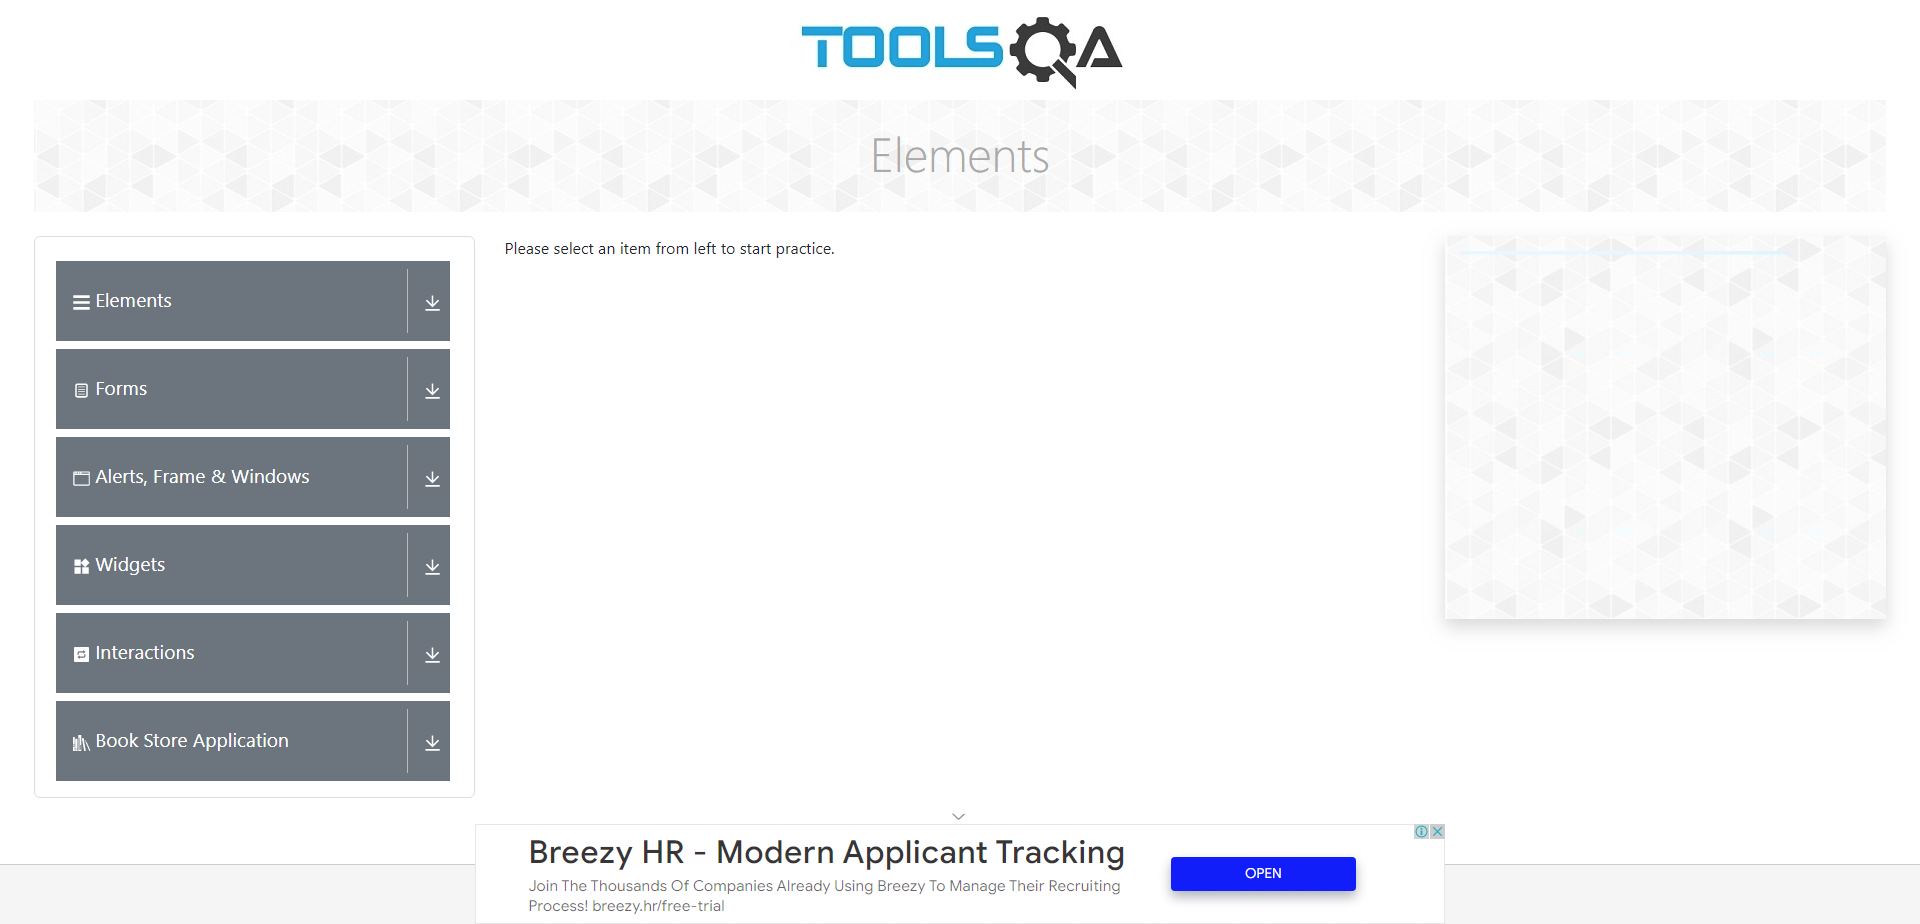 TOOLSQA
Elements
Please select an item from left to start practice.
Elements
Forms
Alerts, Frame & Windows
Widgets
Interactions
Book Store Application
Breezy HR - Modern Applicant Tracking
Join The Thousands Of Companies Already Using Breezy To Manage Their Recruiting
Process! breezy.hr/free-trial
OPEN